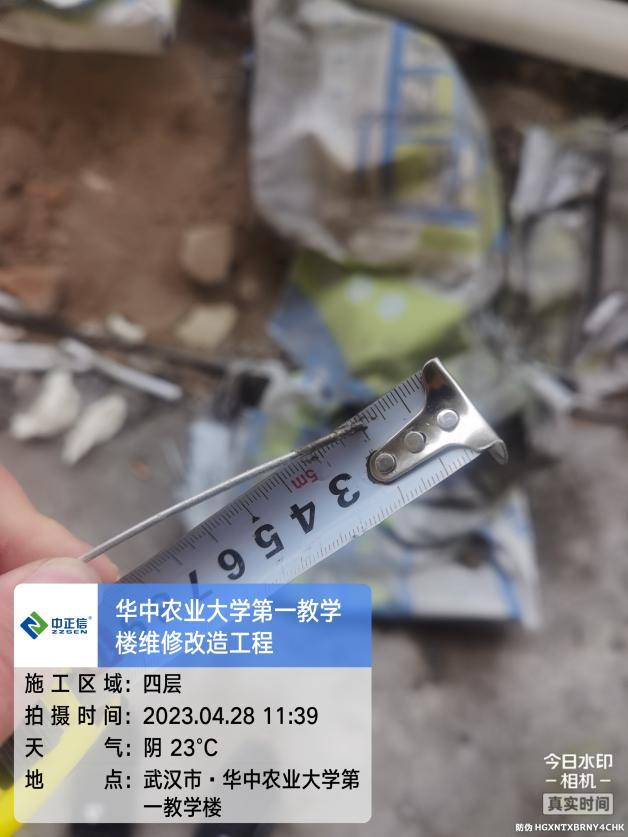 3 4 5 6 7
5m
中正信®
ZZSEN
华中农业大学第一教学
楼维修改造工程
施工区域：四层
拍摄时间：2023.04.28 11:39
天气：阴 23℃
地点：武汉市·华中农业大学第
一教学楼
今日水印
相机
真实时间
防伪 HGXNTXBRNY4CHK